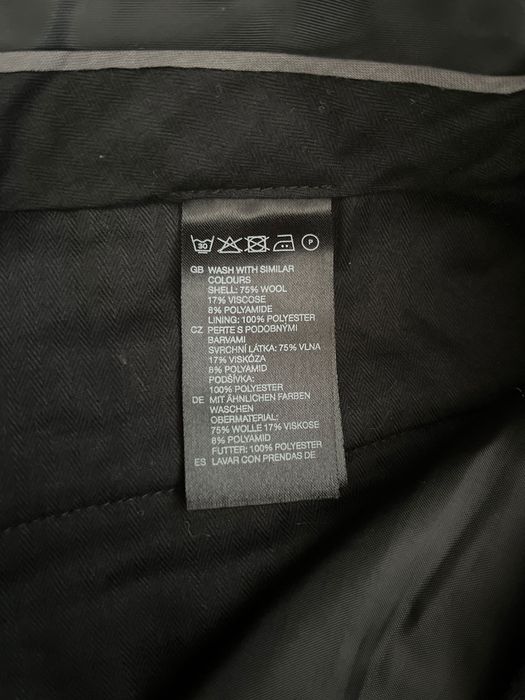 30 P
GB WASH WITH SIMILAR
COLOURS
SHELL: 75% WOOL
17% VISCOSE
8% POLYAMIDE
LINING: 100% POLYESTER
CZ PERTE S PODOBNÝMI
BARVAMI
SVRCHNÍ LÁTKA: 75% VLNA
17% VISKÓZA
8% POLYAMID
PODŠÍVKA:
100% POLYESTER
DE MIT ÄHNLICHEN FARBEN
WASCHEN
OBERMATERIAL:
75% WOLLE 17% VISKOSE
8% POLYAMID
FUTTER: 100% POLYESTER
ES LAVAR CON PRENDAS DE